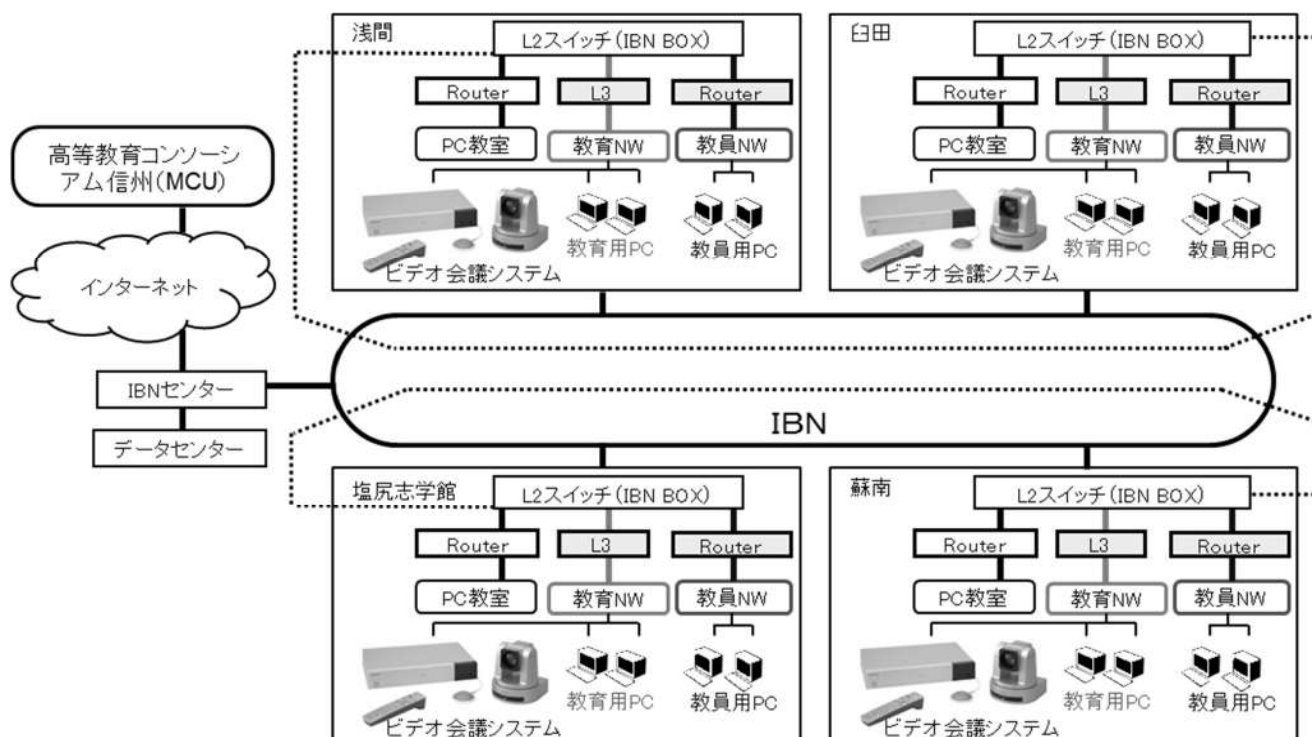 浅間
L2スイッチ(IBN BOX)
Router
L3
Router
PC教室
教育NW
教員NW
教育用PC
教員用PC
ビデオ会議システム
臼田
L2スイッチ(IBN BOX)
Router
L3
Router
PC教室
教育NW
教員NW
教育用PC
教員用PC
ビデオ会議システム
高等教育コンソーシ
アム信州(MCU)
インターネット
IBNセンター
データセンター
IBN
塩尻志学館
L2スイッチ(IBN BOX)
Router
L3
Router
PC教室
教育NW
教員NW
教育用PC
教員用PC
ビデオ会議システム
蘇南
L2スイッチ(IBN BOX)
Router
L3
Router
PC教室
教育NW
教員NW
教育用PC
教員用PC
ビデオ会議システム